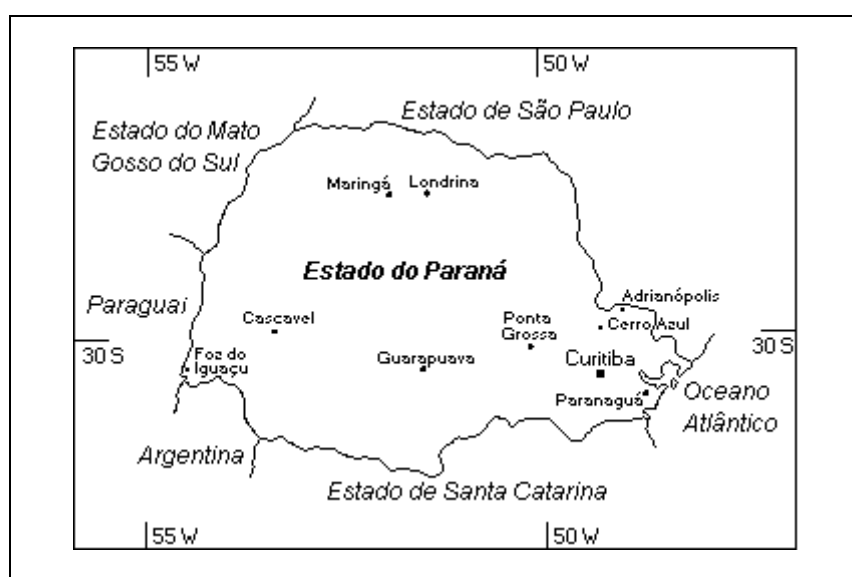 55 W
50 W
Estado de São Paulo
Estado do Mato
Gosso do Sul
Maringá
Londrina
Estado do Paraná
Paraguai
Adrianópolis
Cascavel
Ponta
Grossa
Cerro Azul
30 S
30 S
Foz do
Iguaçu
Guarapuava
Curitiba
Paranaguá
Oceano
Atlântico
Argentina
Estado de Santa Catarina
55 W
50 W